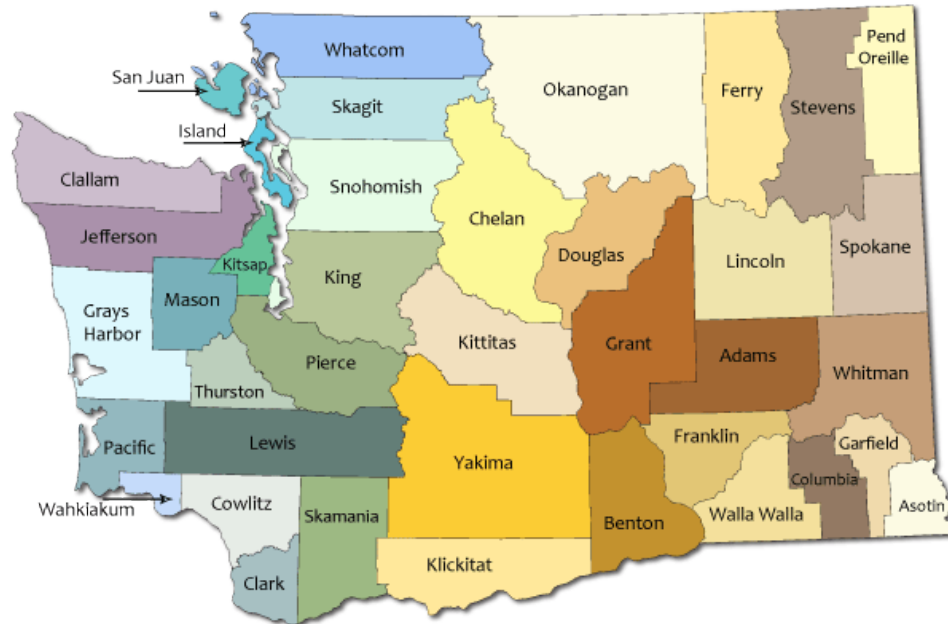 Whatcom
Pend
Oreille
San Juan
Okanogan
Ferry
Stevens
Skagit
Island
Clallam
Snohomish
Chelan
Jefferson
Douglas
Spokane
Kitsap
King
Lincoln
Mason
Grays
Harbor
Kittitas
Grant
Adams
Pierce
Whitman
Thurston
Pacific
Lewis
Yakima
Franklin
Garfield
Columbia
Wahkiakum
Cowlitz
Skamania
Benton
Walla Walla
Asotin
Klickitat
Clark